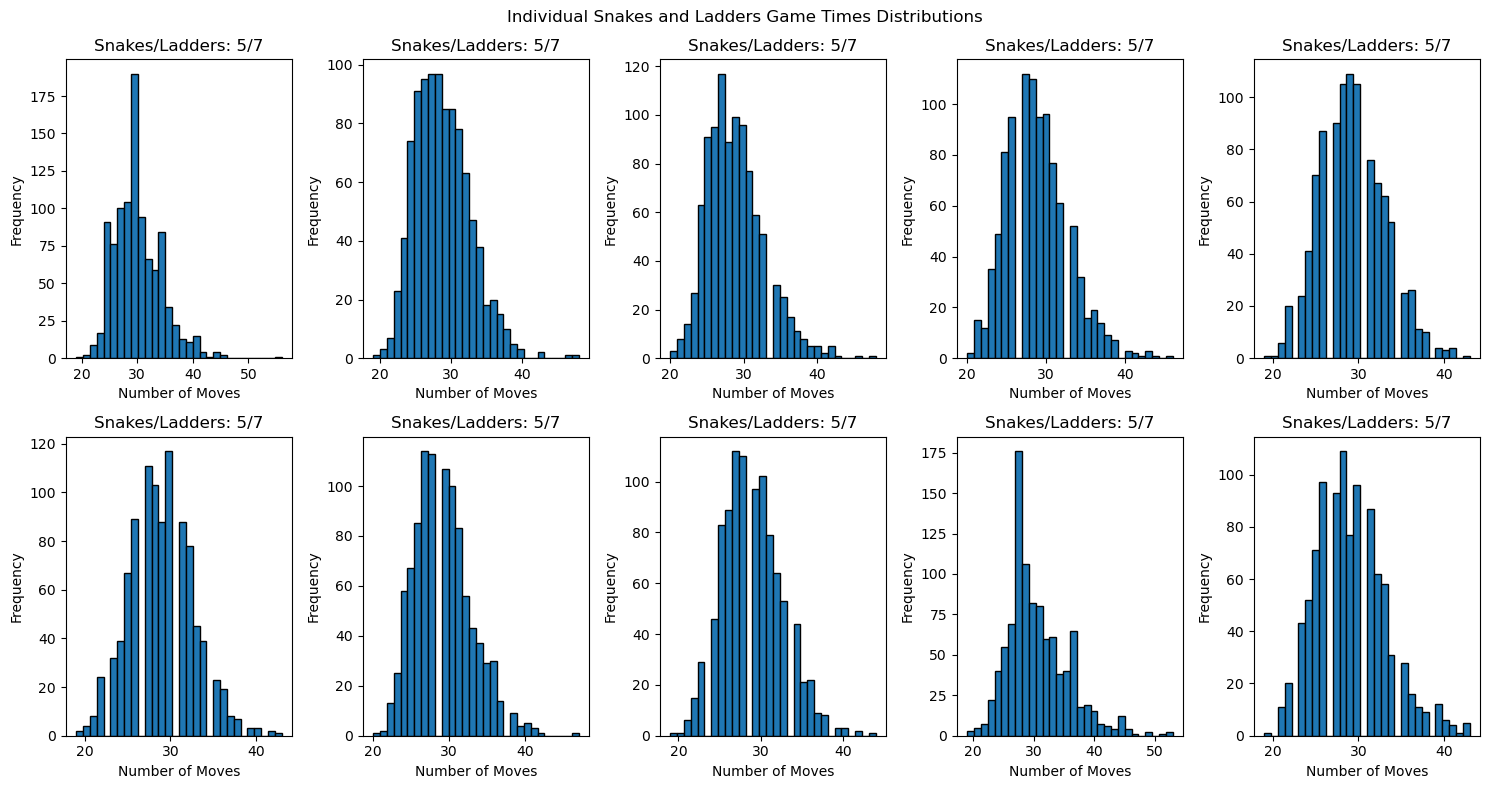 Individual Snakes and Ladders Game Times Distributions
Snakes/Ladders: 5/7 Snakes/Ladders: 5/7 Snakes/Ladders: 5/7 Snakes/Ladders: 5/7 Snakes/Ladders: 5/7
Frequency
175
150
125
100
75
50
25
0
20 30 40 50
Number of Moves
Frequency
100
80
60
40
20
0
20 30 40
Number of Moves
Frequency
120
100
80
60
40
20
0
20 30 40
Number of Moves
Frequency
100
80
60
40
20
0
20 30 40
Number of Moves
Frequency
100
80
60
40
20
0
20 30 40
Number of Moves
Snakes/Ladders: 5/7 Snakes/Ladders: 5/7 Snakes/Ladders: 5/7 Snakes/Ladders: 5/7 Snakes/Ladders: 5/7
Frequency
120
100
80
60
40
20
0
20 30 40
Number of Moves
Frequency
100
80
60
40
20
0
20 30 40
Number of Moves
Frequency
100
80
60
40
20
0
20 30 40
Number of Moves
Frequency
175
150
125
100
75
50
25
0
20 30 40 50
Number of Moves
Frequency
100
80
60
40
20
0
20 30 40
Number of Moves